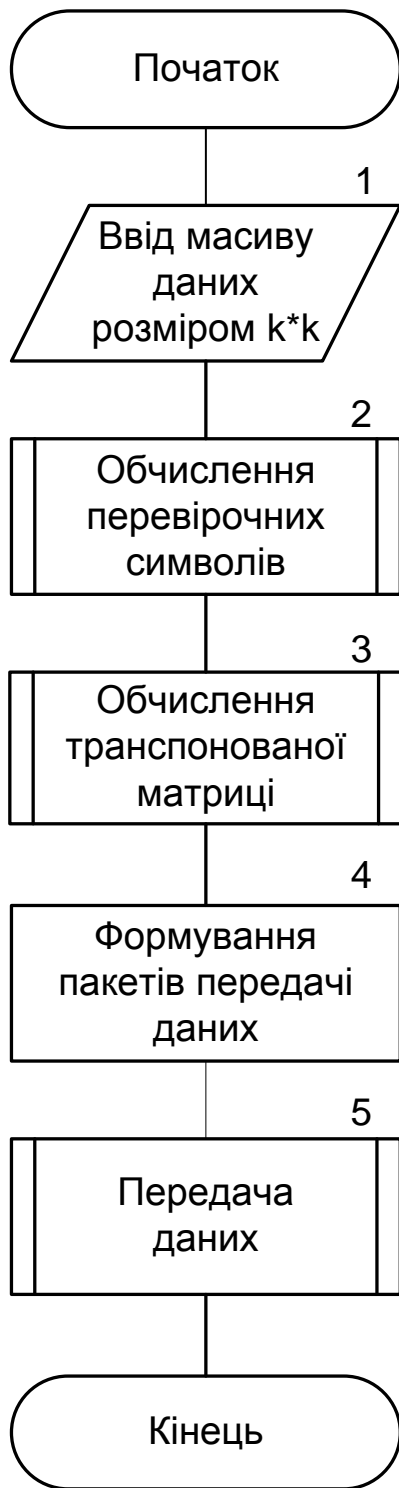 Початок
1
Ввід масиву
даних
розміром k*k
2
Обчислення
перевірочних
символів
3
Обчислення
транспонованої
матриці
4
Формування
пакетів передачі
даних
5
Передача
даних
Кінець